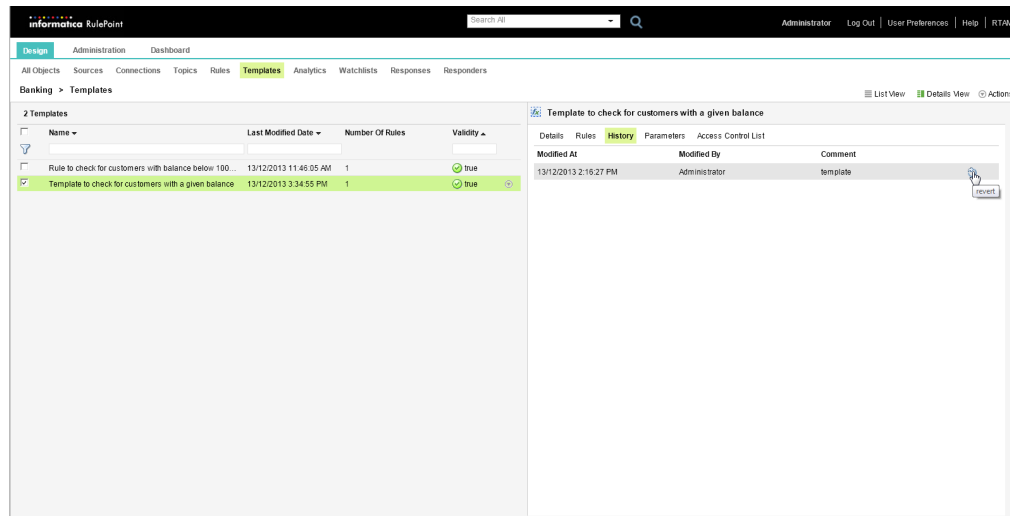 informatica RulePoint
Search All
Administrator Log Out | User Preferences | Help | RTAM
Design Administration Dashboard
All Objects Sources Connections Topics Rules Templates Analytics Watchlists Responses Responders
Banking > Templates
List View Details View Actions
2 Templates
Name Last Modified Date Number Of Rules Validity
Rule to check for customers with balance below 100... 13/12/2013 11:46:05 AM 1 true
Template to check for customers with a given balance 13/12/2013 3:34:55 PM 1 true
Template to check for customers with a given balance
Details Rules History Parameters Access Control List
Modified At Modified By Comment
13/12/2013 2:16:27 PM Administrator template
revert